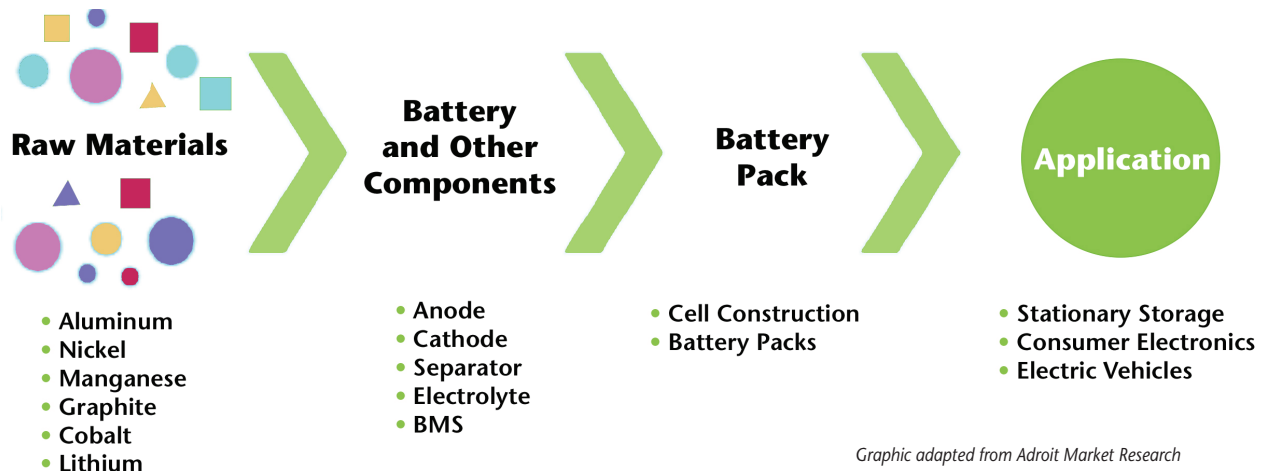 Raw Materials
• Aluminum
• Nickel
• Manganese
• Graphite
• Cobalt
• Lithium
Battery
and Other
Components
• Anode
• Cathode
• Separator
• Electrolyte
• BMS
Battery
Pack
• Cell Construction
• Battery Packs
Application
• Stationary Storage
• Consumer Electronics
• Electric Vehicles
Graphic adapted from Adroit Market Research